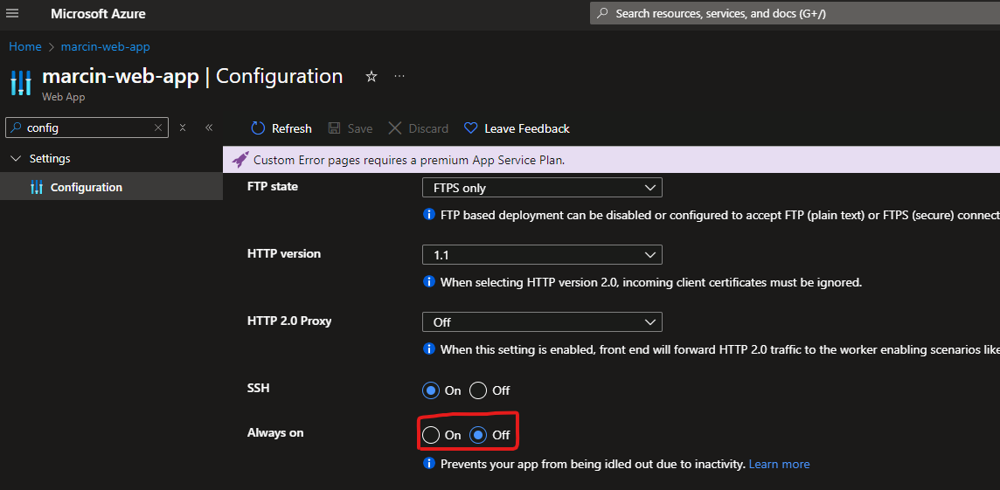 Microsoft Azure
Search resources, services, and docs (G+/)
Home > marcin-web-app
marcin-web-app | Configuration
Web App
config
Refresh Save Discard Leave Feedback
Settings
Configuration
Custom Error pages requires a premium App Service Plan.
FTP state FTPS only
FTP based deployment can be disabled or configured to accept FTP (plain text) or FTPS (secure) connect
HTTP version 1.1
When selecting HTTP version 2.0, incoming client certificates must be ignored.
HTTP 2.0 Proxy Off
When this setting is enabled, front end will forward HTTP 2.0 traffic to the worker enabling scenarios like
SSH On Off
Always on On Off
Prevents your app from being idled out due to inactivity. Learn more